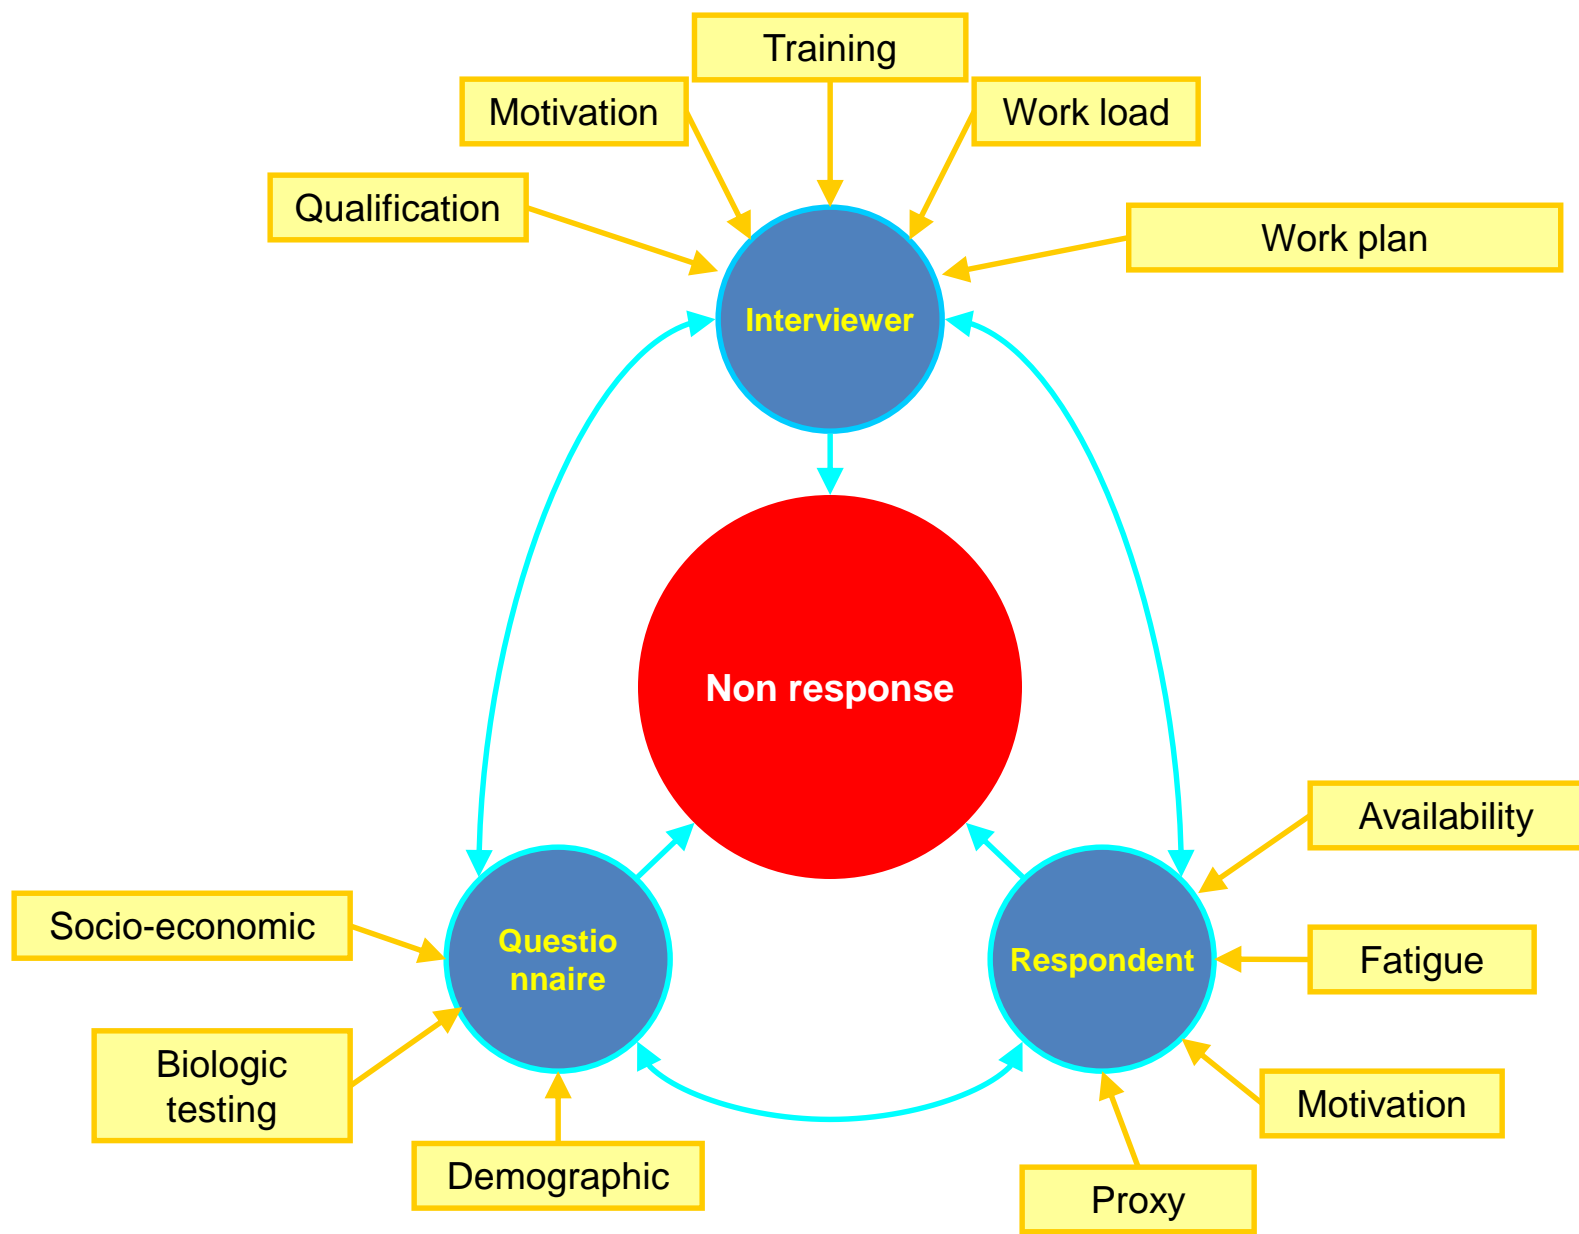 Training
Motivation
Work load
Qualification
Work plan
Interviewer
Non response
Availability
Socio-economic
Questio
nnaire
Respondent
Fatigue
Biologic
testing
Motivation
Demographic
Proxy